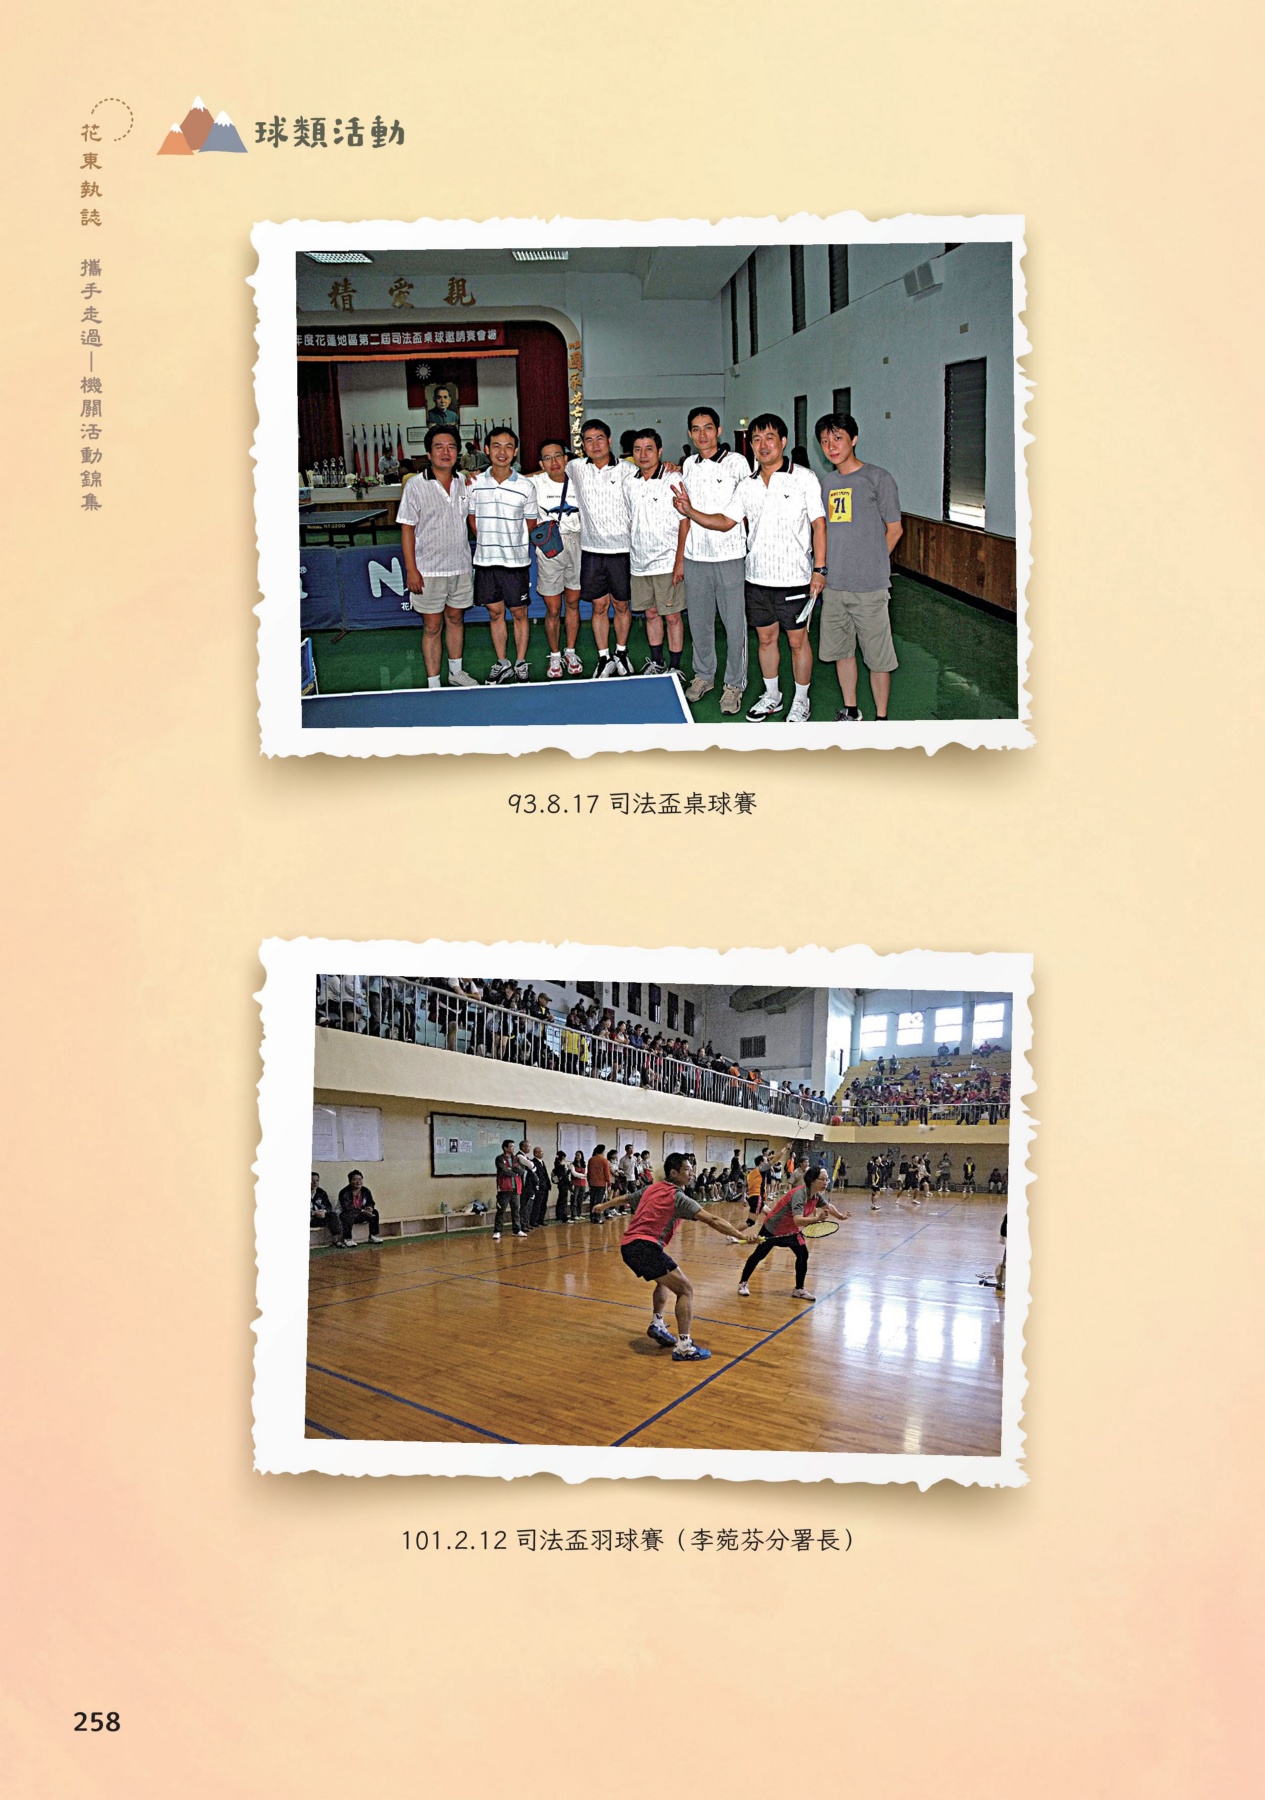 花東執誌 攜手走過—機關活動錦集
球類活動
精愛親
年度花蓮地區第二屆司法盃桌球邀請賽會場
71
93.8.17 司法盃桌球賽
101.2.12 司法盃羽球賽（李菀芬分署長）
258